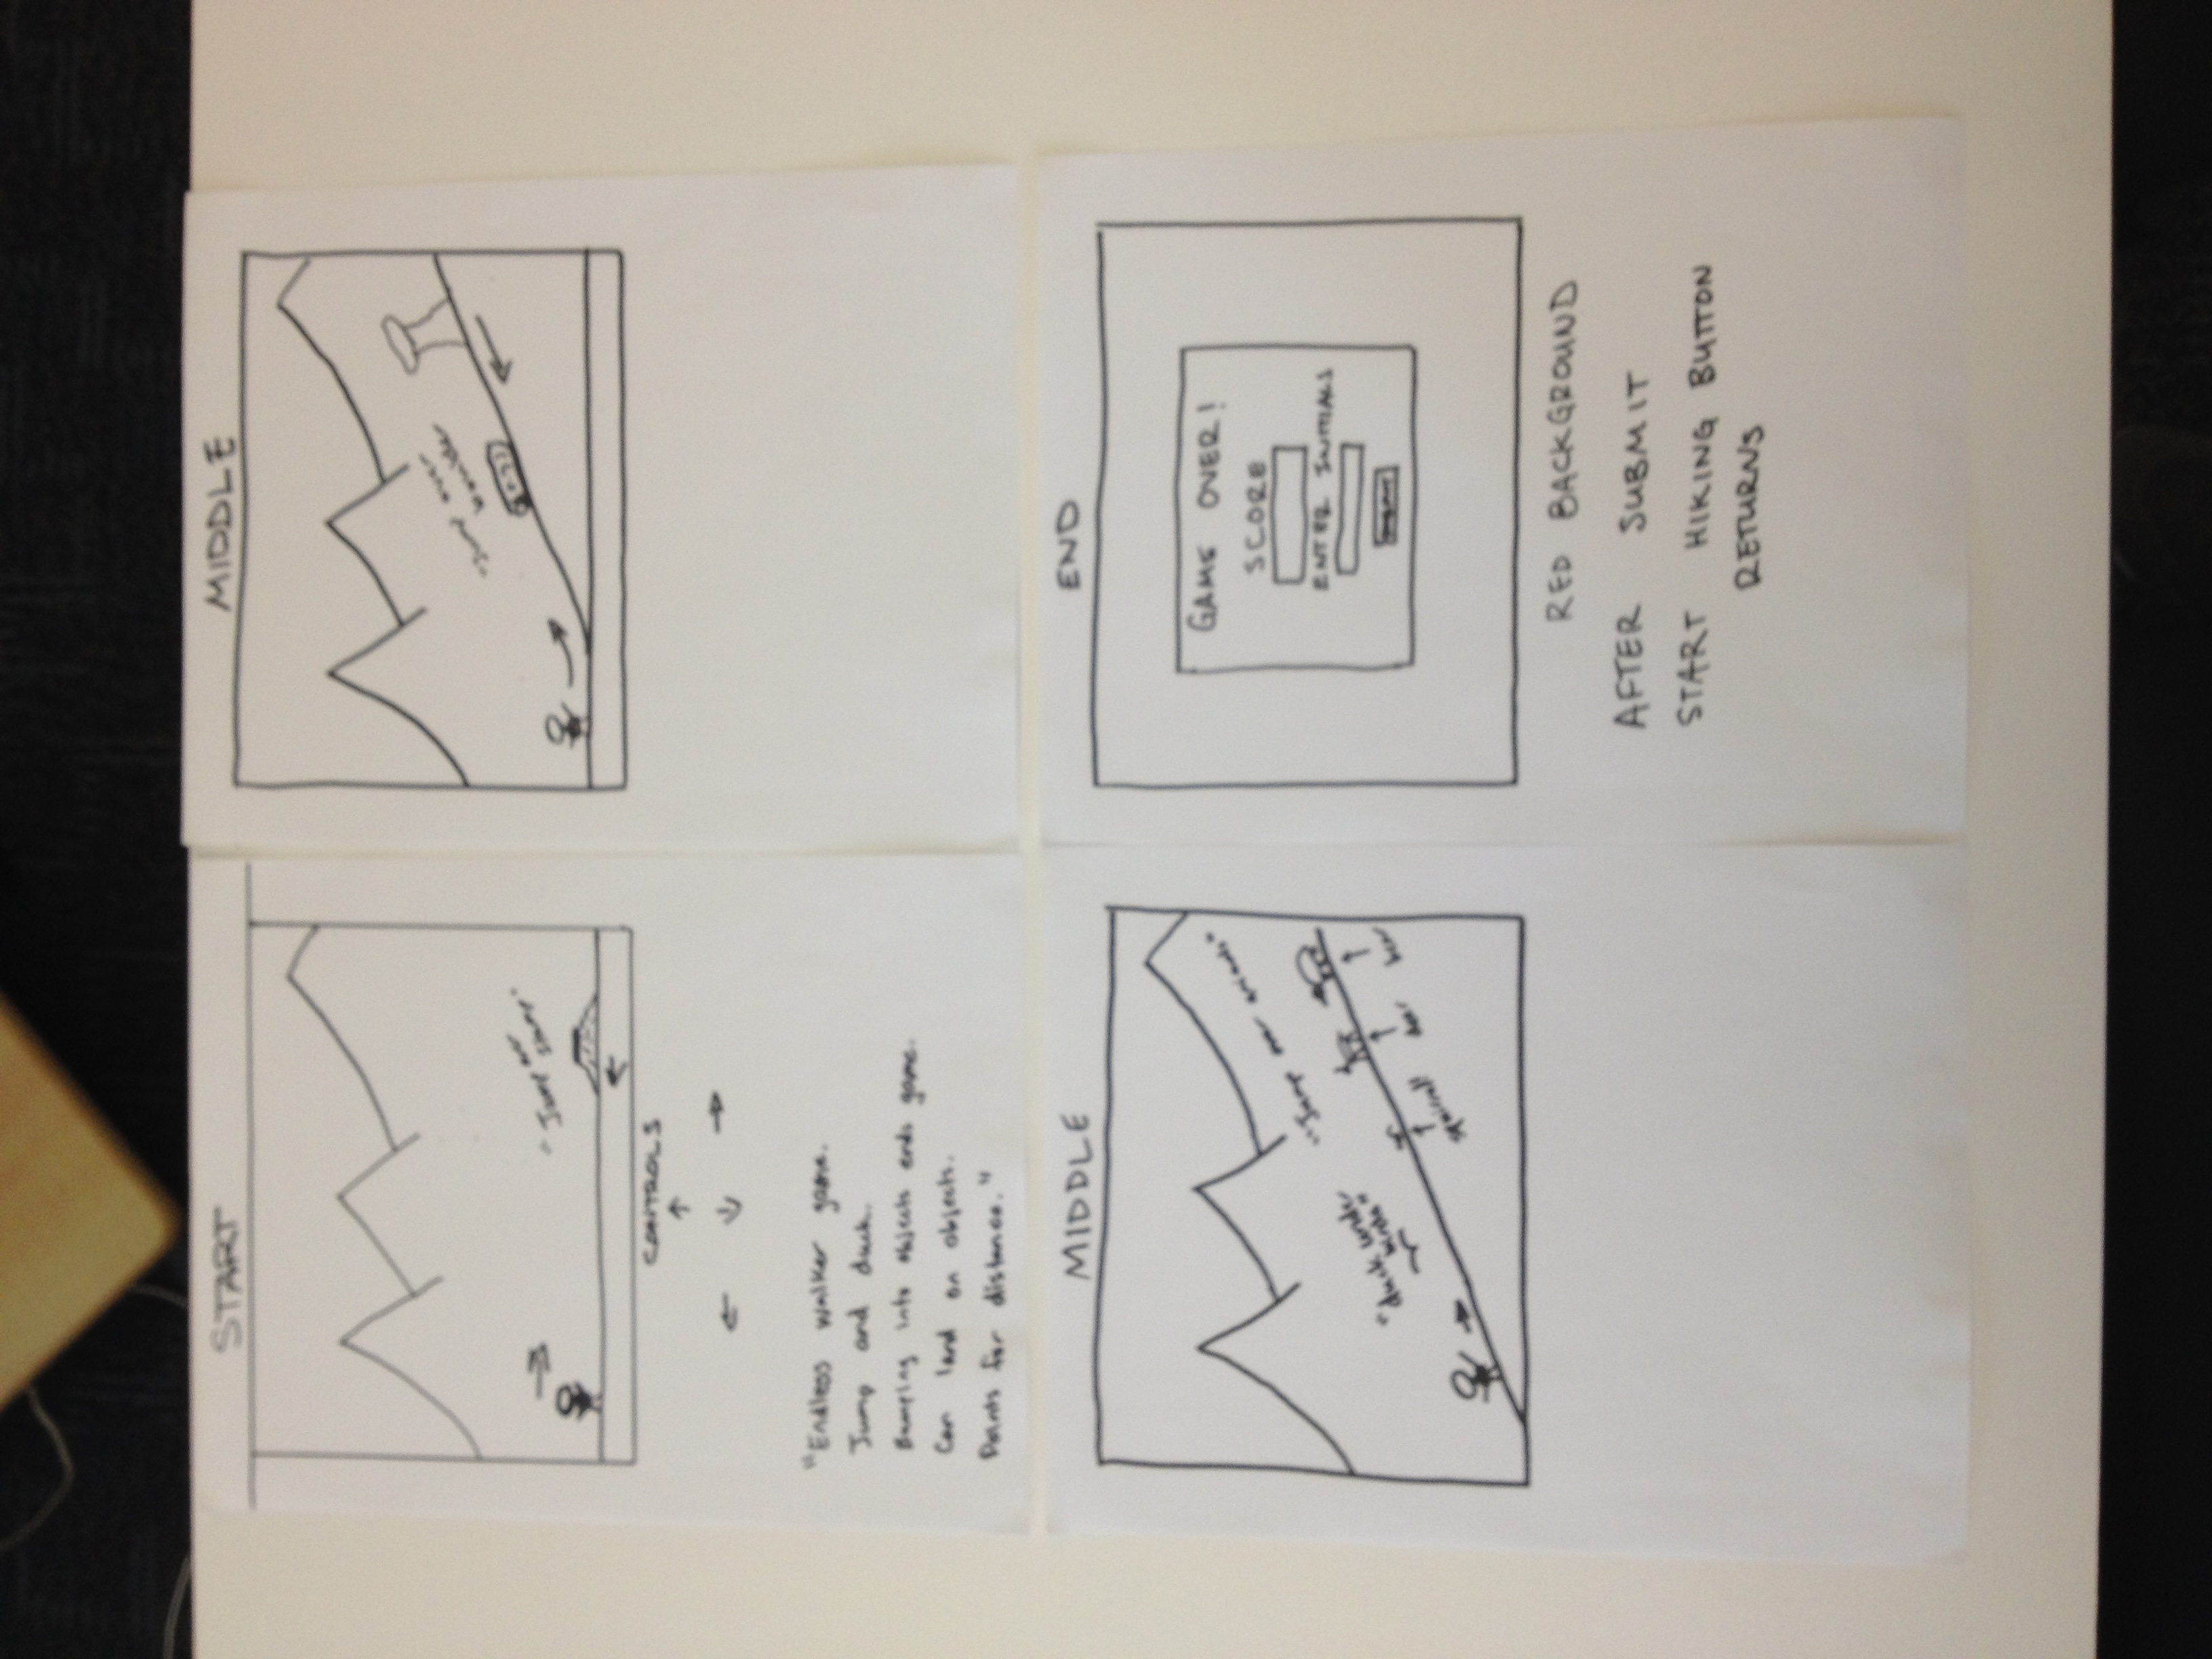 START
"Jump over
stump"
CONTROLS
"Endless walker game.
Jump and duck.
Bumping into objects ends game.
Can land on objects.
Points for distance."
MIDDLE
"Jump over
boulder
MIDDLE
"Jump over animals"
"duck under
birds"
squirrel
dear
bear
END
GAME OVER!
SCORE
ENTER INITIALS
SUBMIT
RED BACKGROUND
AFTER SUBMIT
START HIKING BUTTON
RETURNS